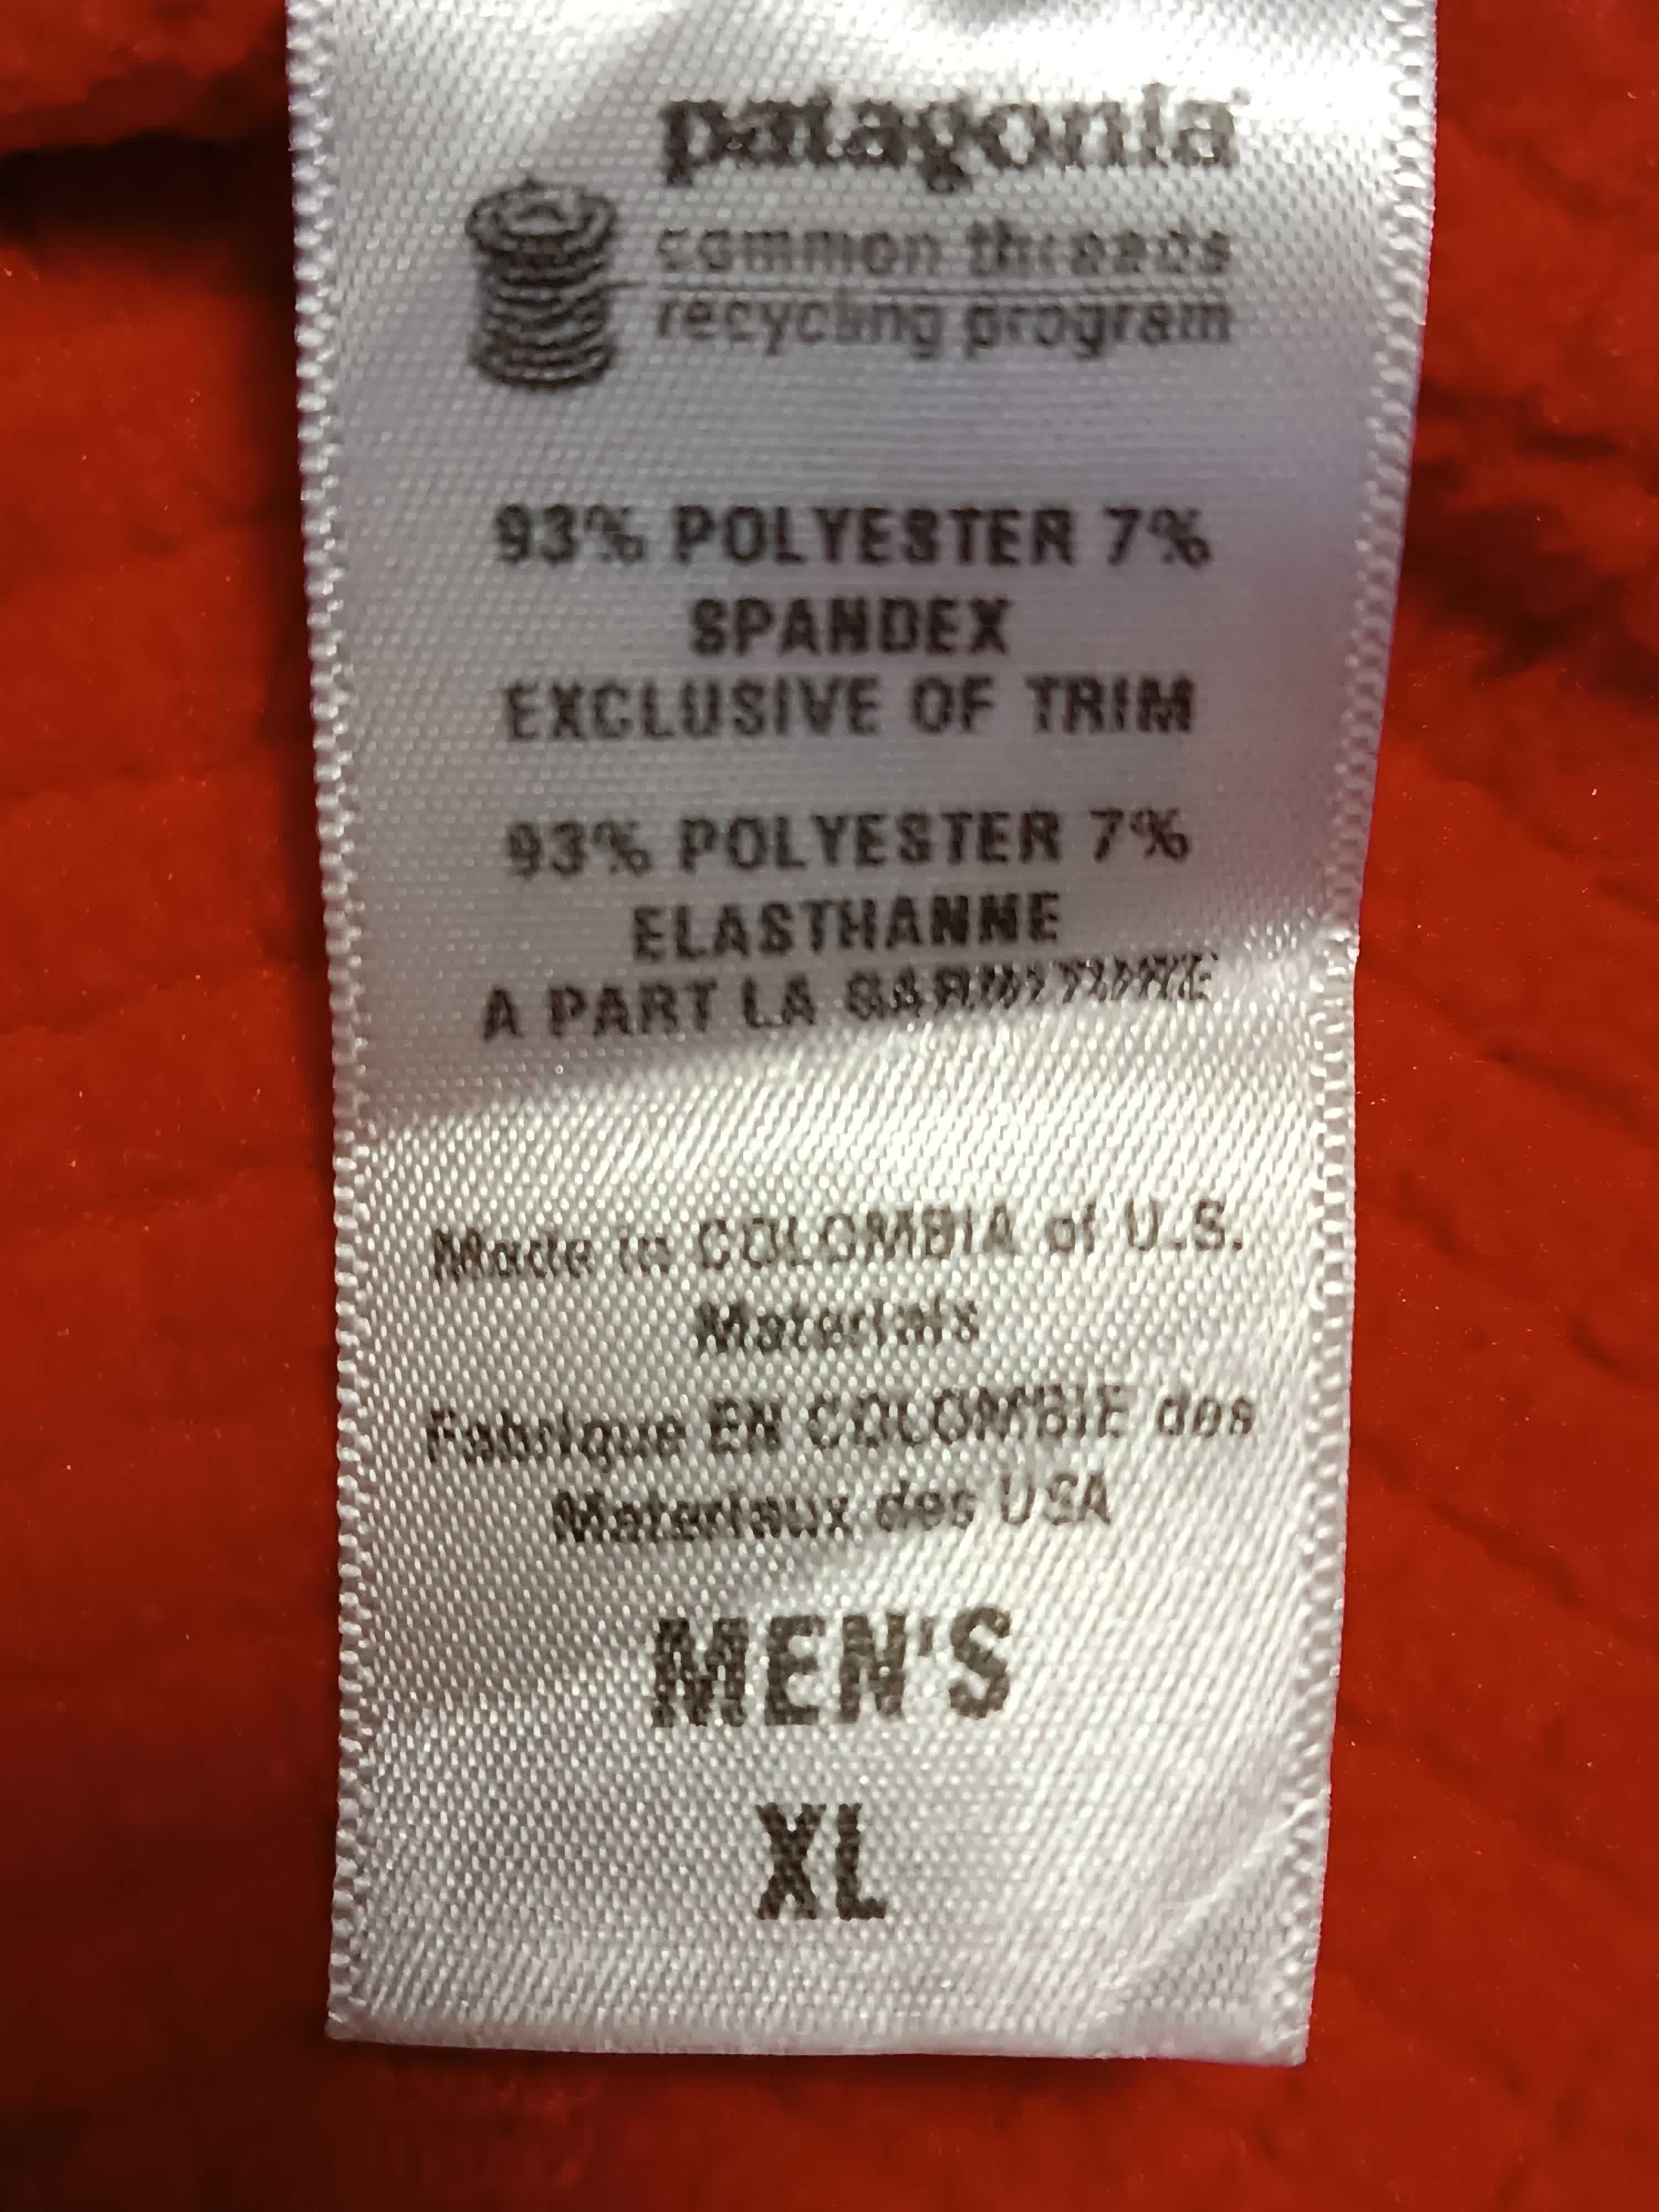 patagonia
common threads
recycling program
93% POLYESTER 7%
SPANDEX
EXCLUSIVE OF TRIM
93% POLYESTER 7%
ELASTHANNE
A PART LA GARNITURE
Made in COLOMBIA of U.S.
Materials
Fabrique EN COLOMBIE des
Materiaux des USA
MEN'S
XL